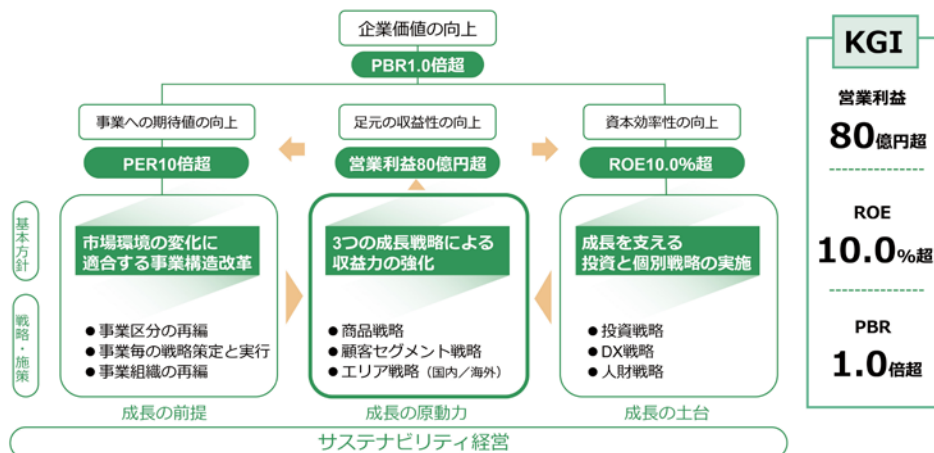 企業価値の向上
PBR1.0倍超
事業への期待値の向上
足元の収益性の向上
資本効率性の向上
PER10倍超
営業利益80億円超
ROE10.0%超
基本方針
市場環境の変化に
適合する事業構造改革
3つの成長戦略による
収益力の強化
成長を支える
投資と個別戦略の実施
戦略・施策
● 事業区分の再編
● 事業毎の戦略策定と実行
● 事業組織の再編
● 商品戦略
● 顧客セグメント戦略
● エリア戦略（国内／海外）
● 投資戦略
● DX戦略
● 人財戦略
成長の前提
成長の原動力
成長の土台
サステナビリティ経営
KGI
営業利益
80億円超
ROE
10.0%超
PBR
1.0倍超